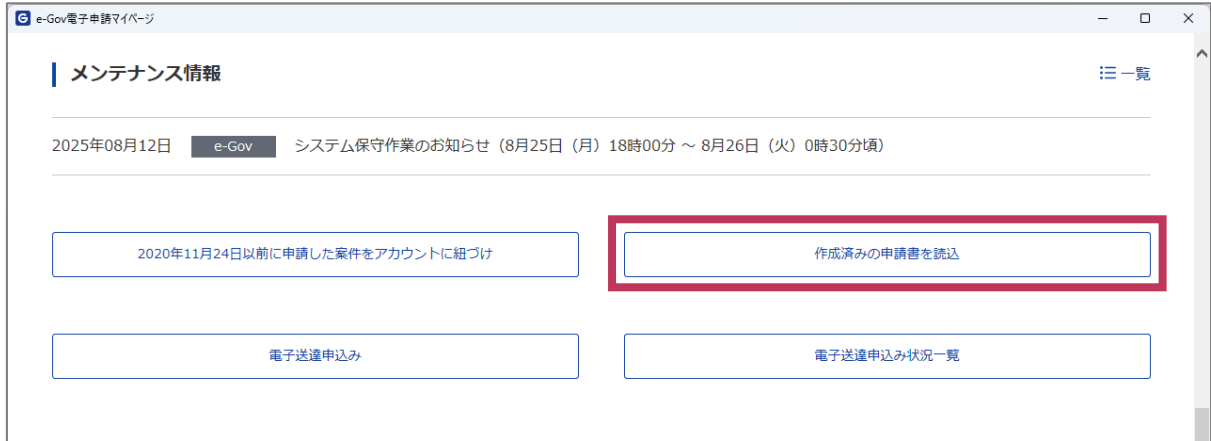 e-Gov電子申請マイページ
メンテナンス情報
一覧
2025年08月12日 e-Gov システム保守作業のお知らせ（8月25日（月）18時00分 ～ 8月26日（火）0時30分頃）
2020年11月24日以前に申請した案件をアカウントに紐づけ
作成済みの申請書を読込
電子送達申込み
電子送達申込み状況一覧